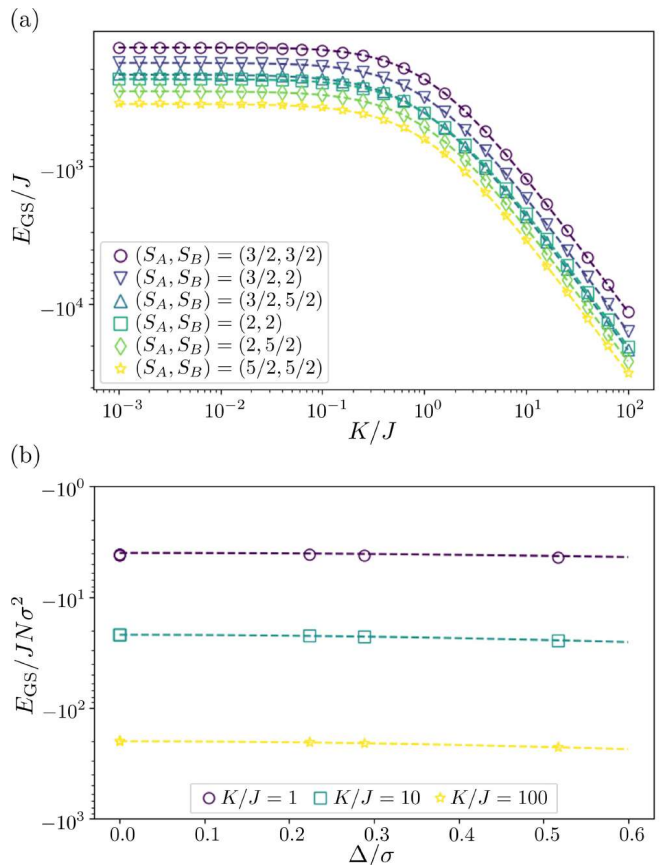 (a)
-10^3
-10^4
E_GS/J
(S_A, S_B) = (3/2, 3/2)
(S_A, S_B) = (3/2, 2)
(S_A, S_B) = (3/2, 5/2)
(S_A, S_B) = (2, 2)
(S_A, S_B) = (2, 5/2)
(S_A, S_B) = (5/2, 5/2)
10^-3 10^-2 10^-1 10^0 10^1 10^2
K/J
(b)
-10^0
-10^1
-10^2
-10^3
E_GS/JNσ^2
K/J = 1 K/J = 10 K/J = 100
0.0 0.1 0.2 0.3 0.4 0.5 0.6
Δ/σ